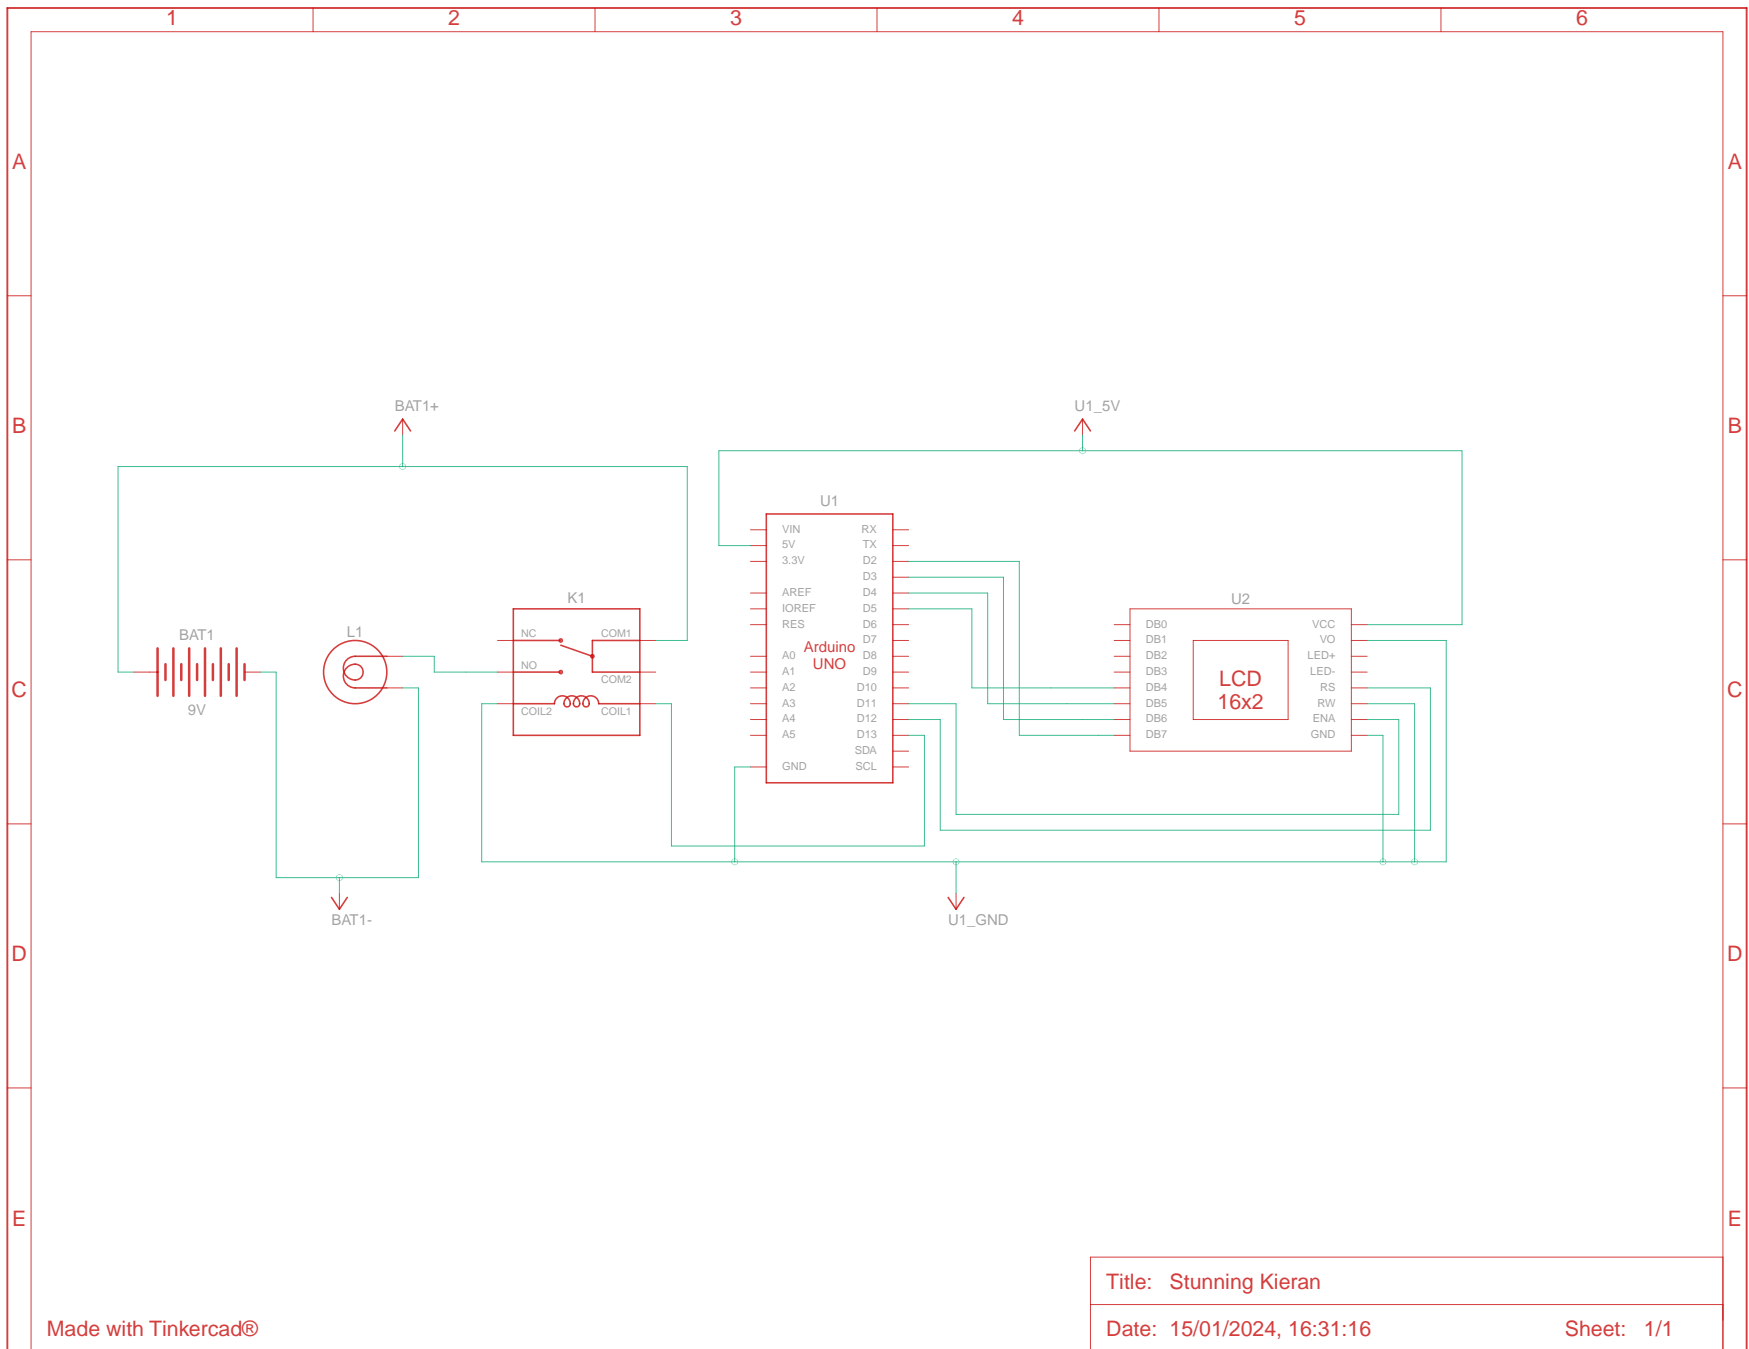 1 2 3 4 5 6
A A
B B
C C
D D
E E
BAT1+
U1_5V
BAT1
9V
L1
K1
NC
NO
COIL2
COM1
COM2
COIL1
U1
VIN
5V
3.3V
AREF
IOREF
RES
A0
A1
A2
A3
A4
A5
GND
Arduino
UNO
RX
TX
D2
D3
D4
D5
D6
D7
D8
D9
D10
D11
D12
D13
SDA
SCL
U2
DB0
DB1
DB2
DB3
DB4
DB5
DB6
DB7
LCD
16x2
VCC
VO
LED+
LED-
RS
RW
ENA
GND
BAT1-
U1_GND
Made with Tinkercad®
Title: Stunning Kieran
Date: 15/01/2024, 16:31:16 Sheet: 1/1